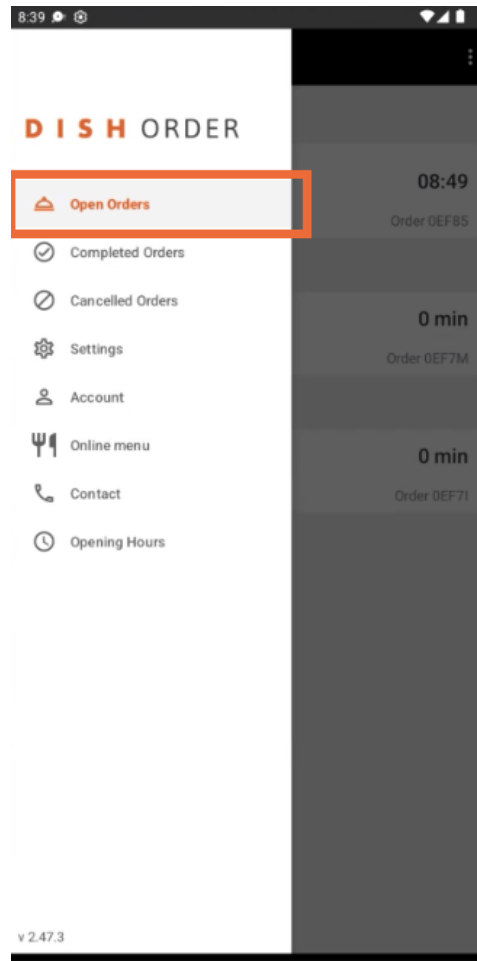 8:39
DISH ORDER
08:49
Open Orders
Order 0EF85
Completed Orders
Cancelled Orders
0 min
Settings
Order 0EF7M
Account
Online menu
0 min
Contact
Order 0EF7I
Opening Hours
v 2.47.3